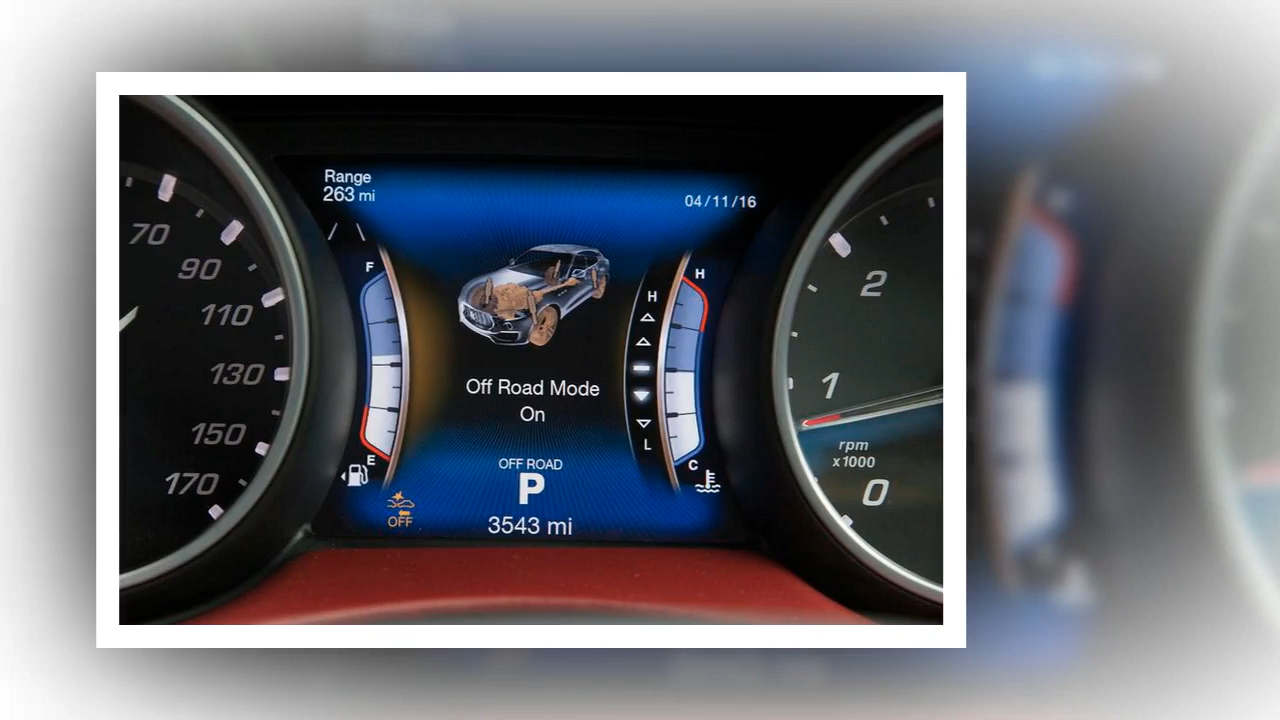 Range
263 mi
04/11/16
70
90
110
130
150
170
F
E
H
H
L
C
Off Road Mode
On
OFF ROAD
P
3543 mi
OFF
2
1
rpm
x1000
0